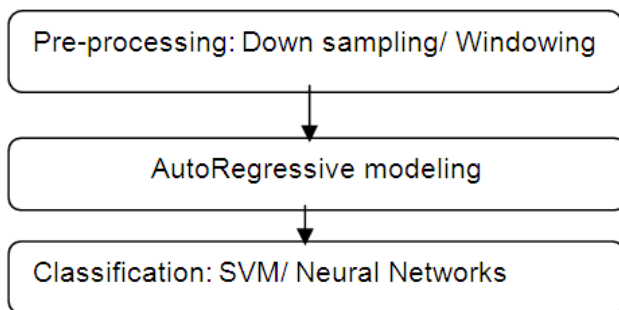 Pre-processing: Down sampling/ Windowing
AutoRegressive modeling
Classification: SVM/ Neural Networks